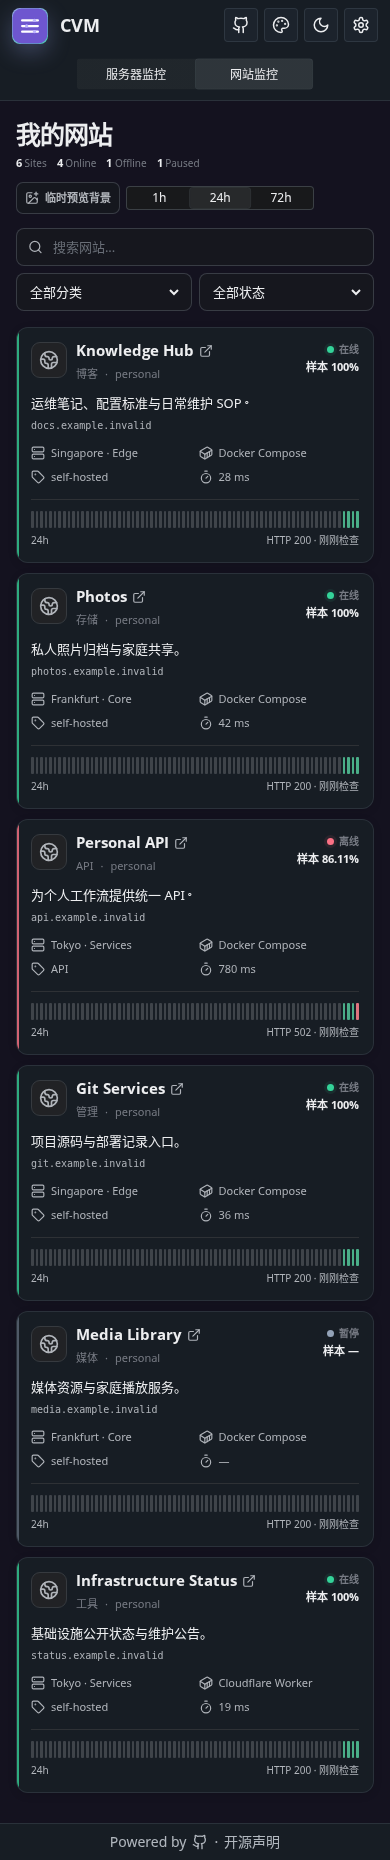 CVM
服务器监控 网站监控
我的网站
6 Sites 4 Online 1 Offline 1 Paused
临时预览背景 1h 24h 72h
搜索网站...
全部分类 全部状态
Knowledge Hub 在线
博客 · personal 样本 100%
运维笔记、配置标准与日常维护 SOP。
docs.example.invalid
Singapore · Edge Docker Compose
self-hosted 28 ms
24h HTTP 200 · 刚刚检查
Photos 在线
存储 · personal 样本 100%
私人照片归档与家庭共享。
photos.example.invalid
Frankfurt · Core Docker Compose
self-hosted 42 ms
24h HTTP 200 · 刚刚检查
Personal API 离线
API · personal 样本 86.11%
为个人工作流提供统一 API。
api.example.invalid
Tokyo · Services Docker Compose
API 780 ms
24h HTTP 502 · 刚刚检查
Git Services 在线
管理 · personal 样本 100%
项目源码与部署记录入口。
git.example.invalid
Singapore · Edge Docker Compose
self-hosted 36 ms
24h HTTP 200 · 刚刚检查
Media Library 暂停
媒体 · personal 样本 —
媒体资源与家庭播放服务。
media.example.invalid
Frankfurt · Core Docker Compose
self-hosted —
24h HTTP 200 · 刚刚检查
Infrastructure Status 在线
工具 · personal 样本 100%
基础设施公开状态与维护公告。
status.example.invalid
Tokyo · Services Cloudflare Worker
self-hosted 19 ms
24h HTTP 200 · 刚刚检查
Powered by · 开源声明